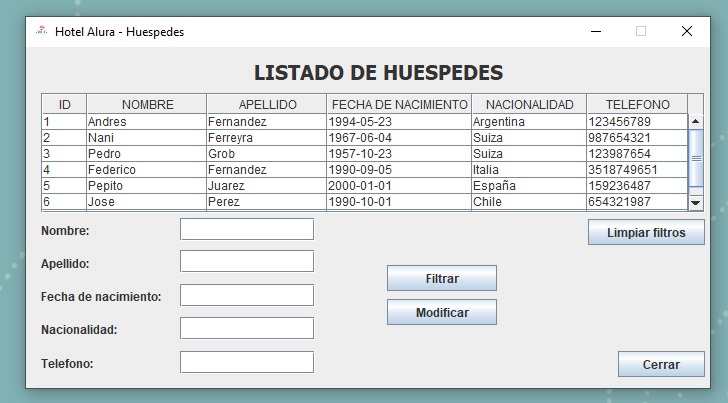 Hotel Alura - Huespedes
LISTADO DE HUESPEDES
ID NOMBRE APELLIDO FECHA DE NACIMIENTO NACIONALIDAD TELEFONO
1 Andres Fernandez 1994-05-23 Argentina 123456789
2 Nani Ferreyra 1967-06-04 Suiza 987654321
3 Pedro Grob 1957-10-23 Suiza 123987654
4 Federico Fernandez 1990-09-05 Italia 3518749651
5 Pepito Juarez 2000-01-01 España 159236487
6 Jose Perez 1990-10-01 Chile 654321987
Nombre:
Limpiar filtros
Apellido:
Filtrar
Fecha de nacimiento:
Modificar
Nacionalidad:
Telefono:
Cerrar